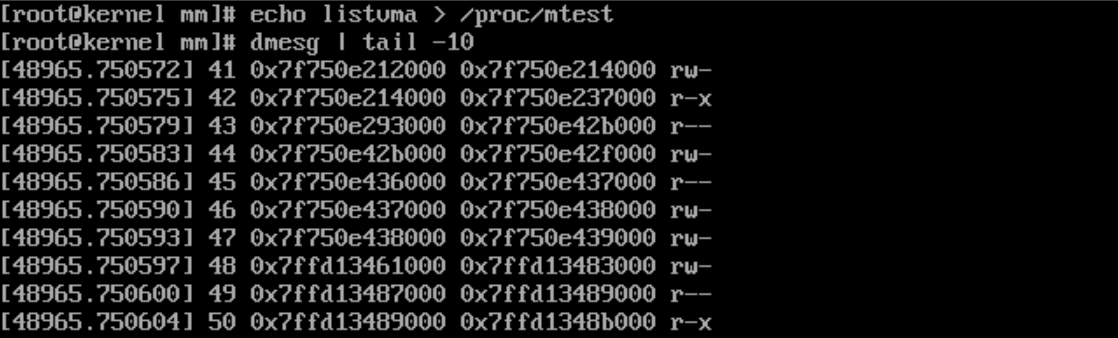 [root@kernel mm]# echo listvma > /proc/mtest
[root@kernel mm]# dmesg | tail -10
[48965.750572] 41 0x7f750e212000 0x7f750e214000 rw-
[48965.750575] 42 0x7f750e214000 0x7f750e237000 r-x
[48965.750579] 43 0x7f750e293000 0x7f750e42b000 r--
[48965.750583] 44 0x7f750e42b000 0x7f750e42f000 rw-
[48965.750586] 45 0x7f750e436000 0x7f750e437000 r--
[48965.750590] 46 0x7f750e437000 0x7f750e438000 rw-
[48965.750593] 47 0x7f750e438000 0x7f750e439000 rw-
[48965.750597] 48 0x7ffd13461000 0x7ffd13483000 rw-
[48965.750600] 49 0x7ffd13487000 0x7ffd13489000 r--
[48965.750604] 50 0x7ffd13489000 0x7ffd1348b000 r-x